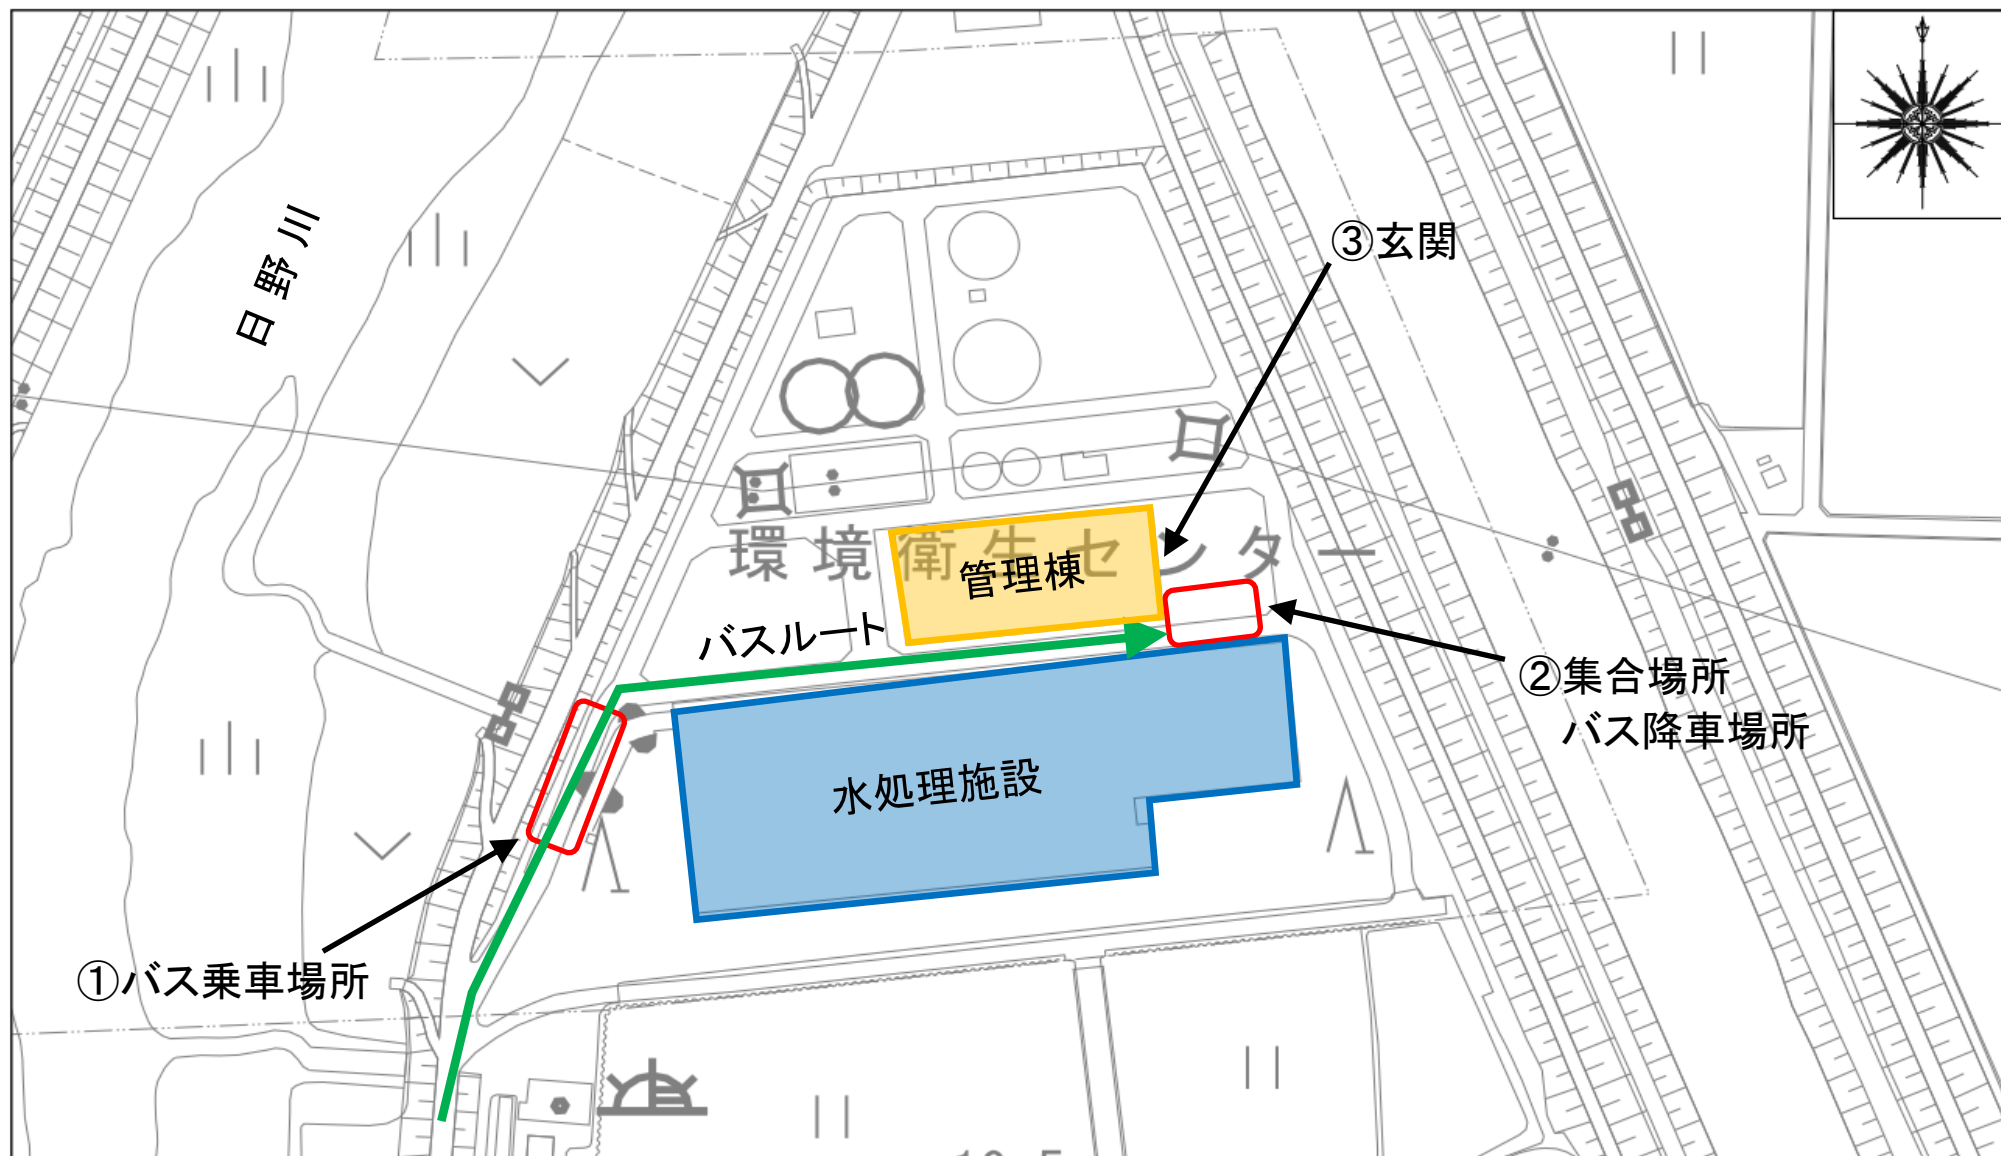 日野川
③玄関
環境衛生センター
管理棟
バスルート
②集合場所
バス降車場所
水処理施設
①バス乗車場所